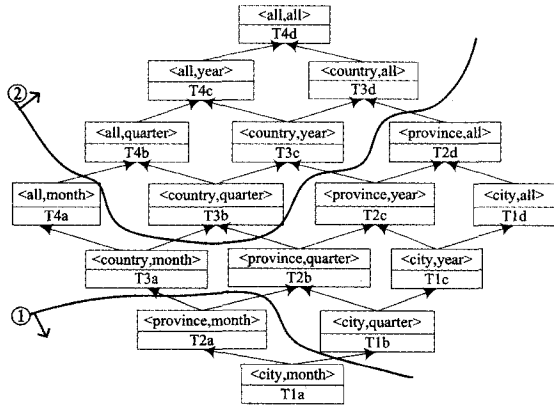 <all,all>
T4d
<all,year>
T4c
<country,all>
T3d
②
<all,quarter>
T4b
<country,year>
T3c
<province,all>
T2d
<all,month>
T4a
<country,quarter>
T3b
<province,year>
T2c
<city,all>
T1d
<country,month>
T3a
<province,quarter>
T2b
<city,year>
T1c
①
<province,month>
T2a
<city,quarter>
T1b
<city,month>
T1a